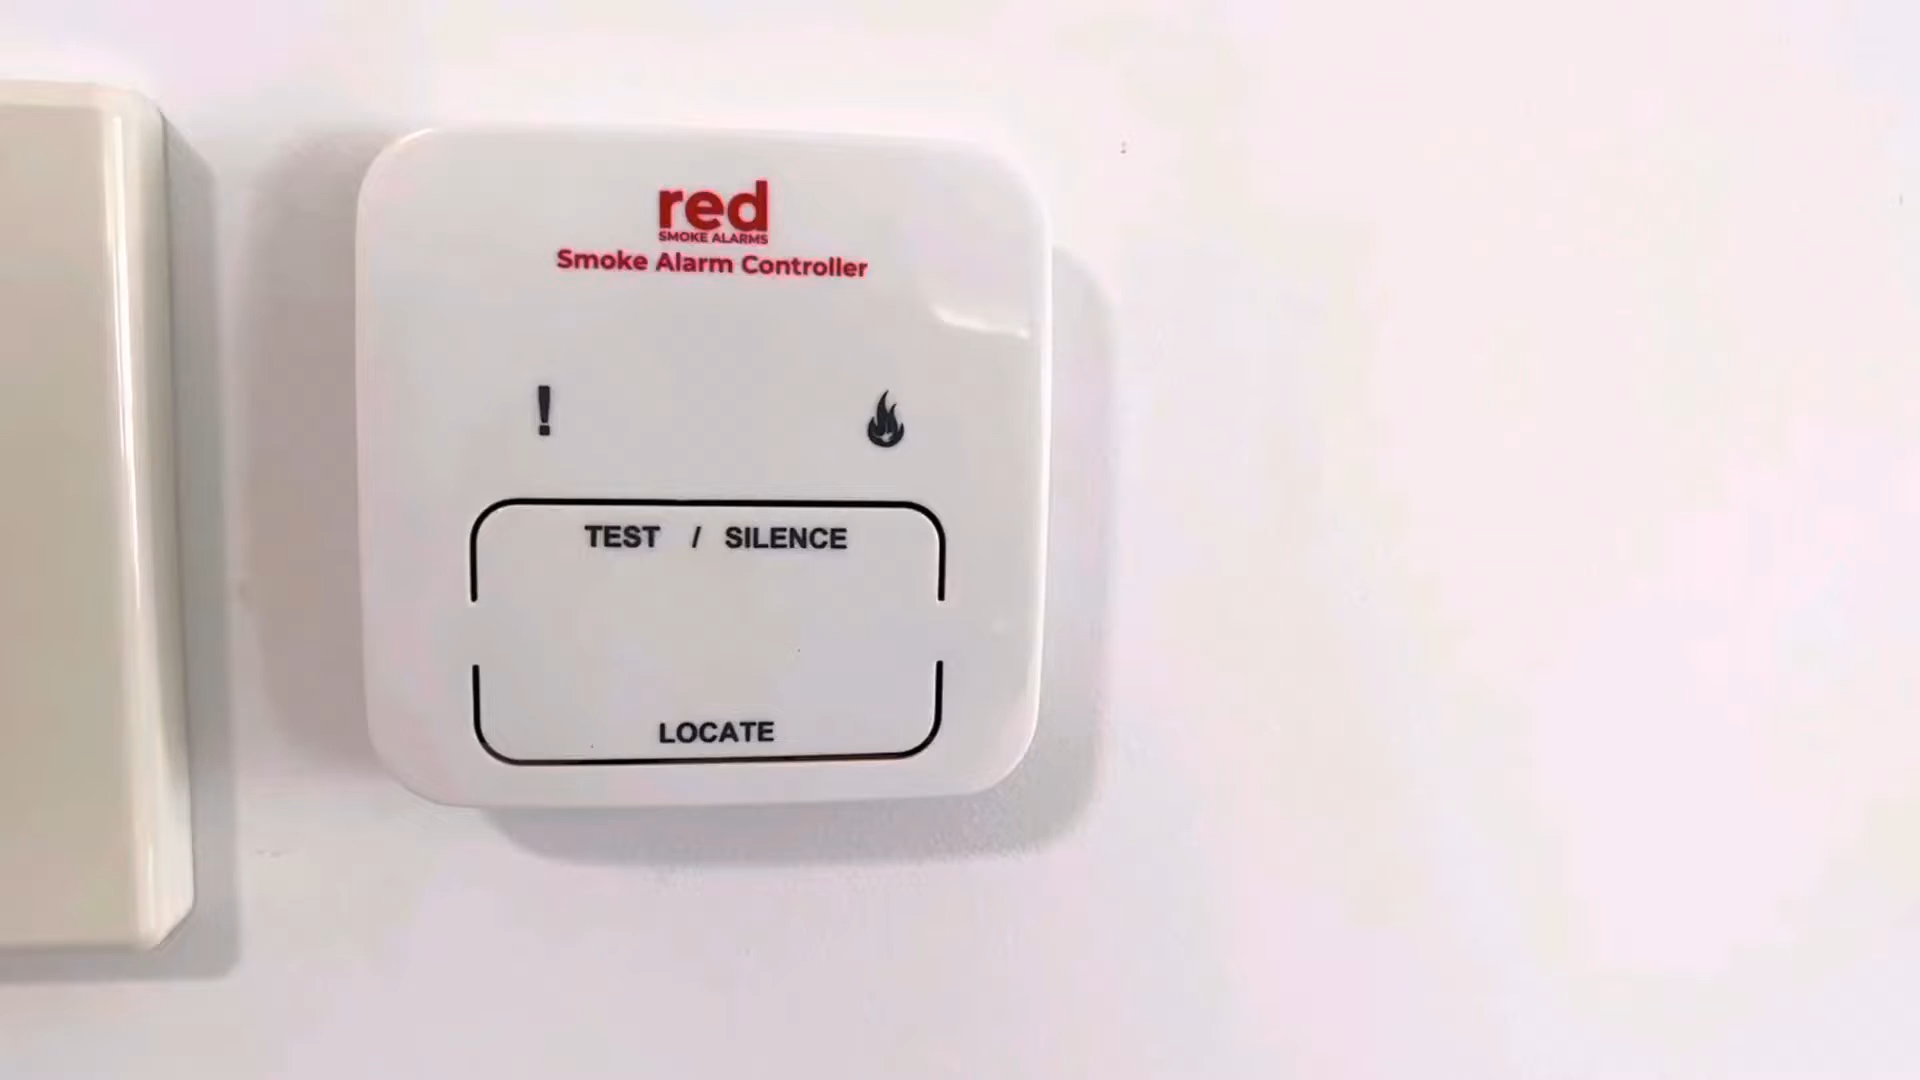 red
SMOKE ALARMS
Smoke Alarm Controller
!
TEST / SILENCE
LOCATE